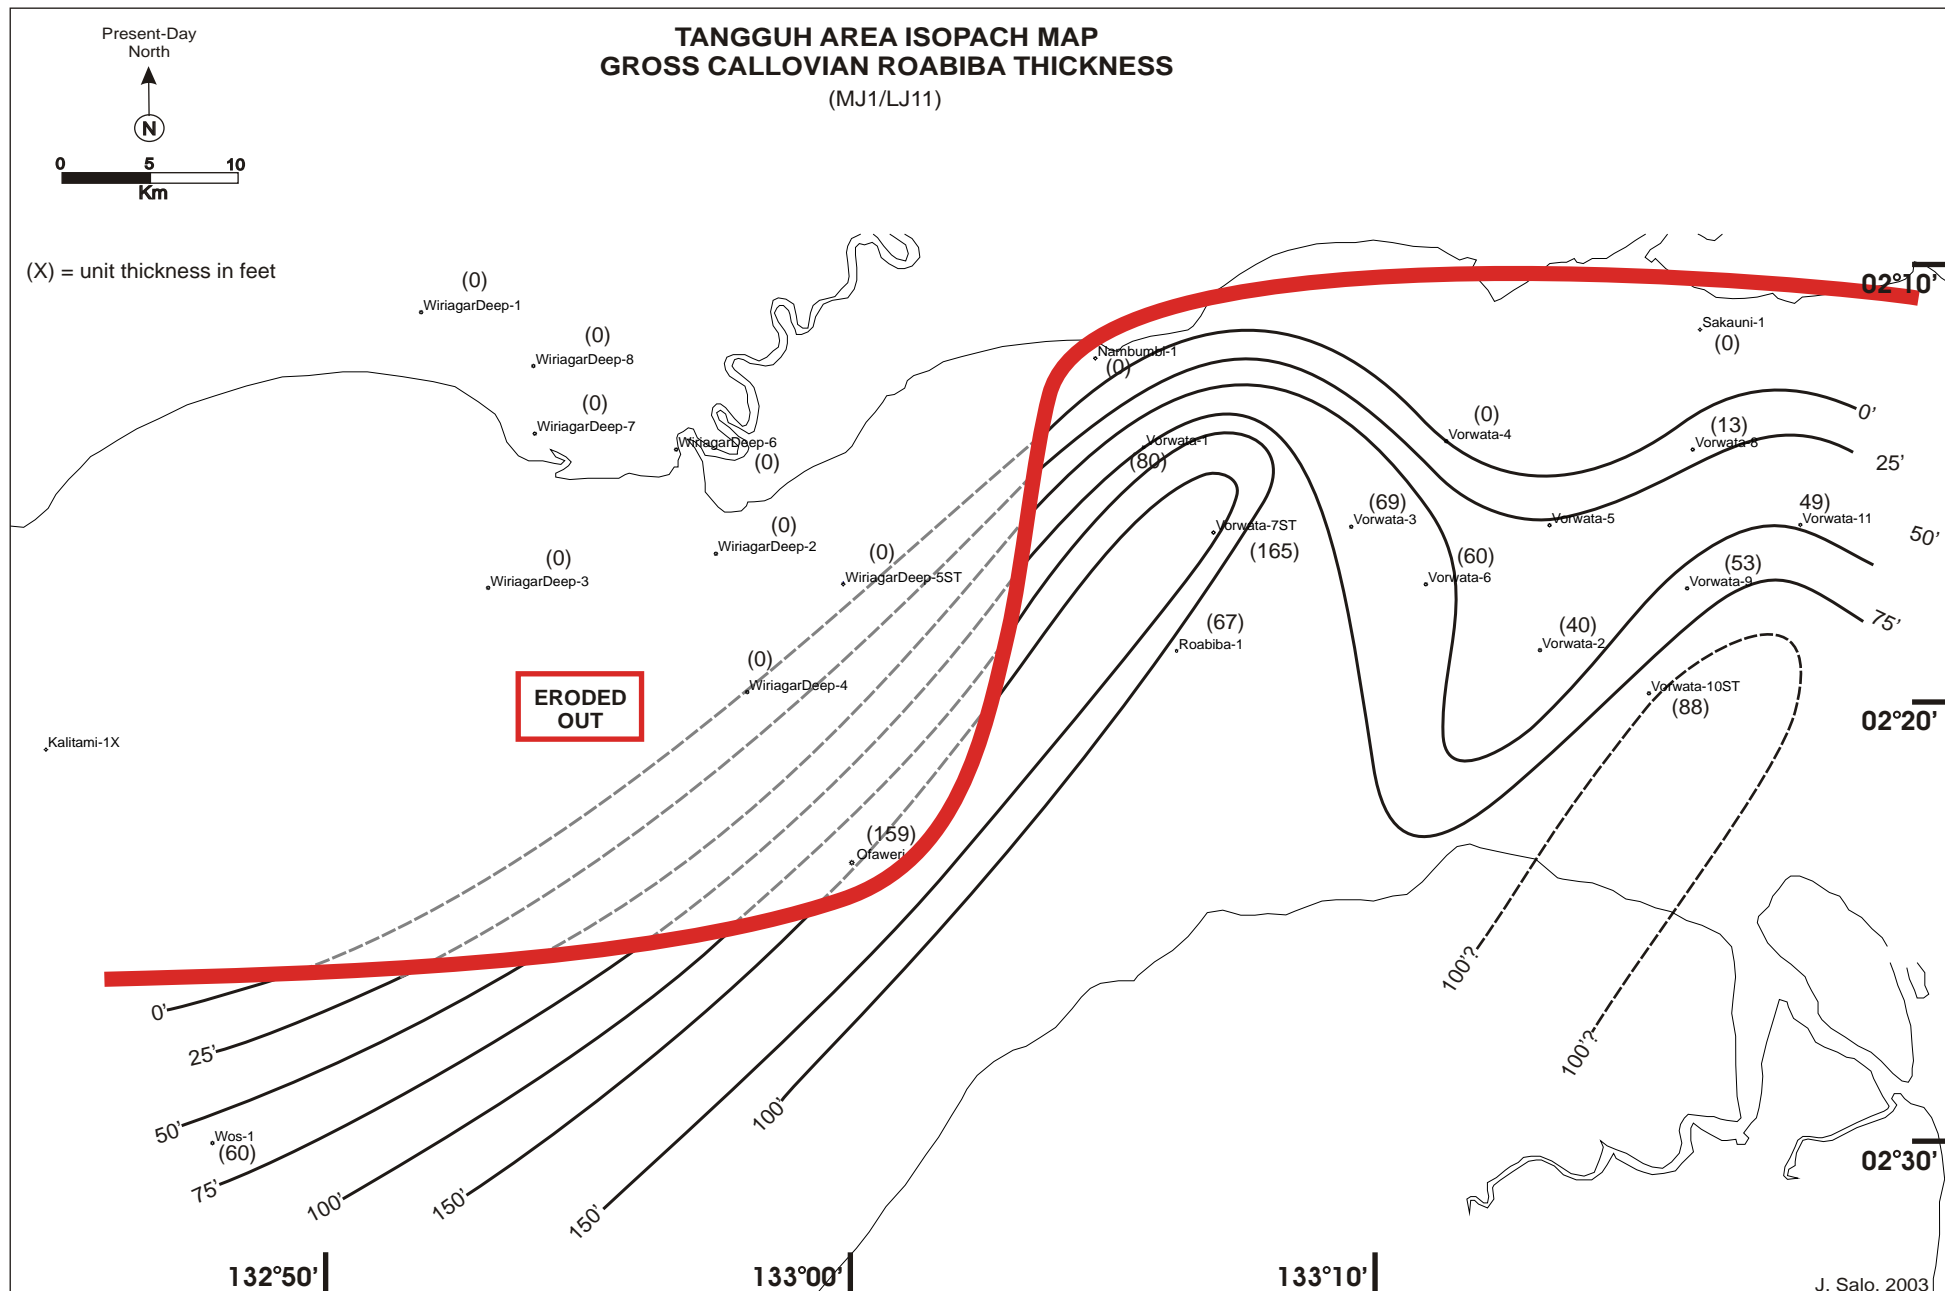 TANGGUH AREA ISOPACH MAP
GROSS CALLOVIAN ROABIBA THICKNESS
(MJ1/LJ11)
Present-Day
North
N
0 5 10
Km
(X) = unit thickness in feet
02°10’
(0)
WiriagarDeep-1
(0)
WiriagarDeep-8
Sakauni-1
(0)
Nambumbi-1
(0)
(0)
WiriagarDeep-7
WiriagarDeep-6
(0)
Vorwata-1
(80)
(0)
Vorwata-4
(13)
Vorwata-8
0’
25’
50’
75’
(0)
WiriagarDeep-2
(0)
WiriagarDeep-3
(0)
WiriagarDeep-5ST
Vorwata-7ST
(165)
(69)
Vorwata-3
Vorwata-5
49)
Vorwata-11
(60)
Vorwata-6
(53)
Vorwata-9
(67)
Roabiba-1
(40)
Vorwata-2
(0)
WiriagarDeep-4
Vorwata-10ST
(88)
ERODED
OUT
02°20’
Kalitami-1X
(159)
Ofaweri
100’?
100’?
0’
25’
50’
75’
100’
150’
150’
100’
Wos-1
(60)
02°30’
132°50’
133°00’
133°10’
J. Salo, 2003